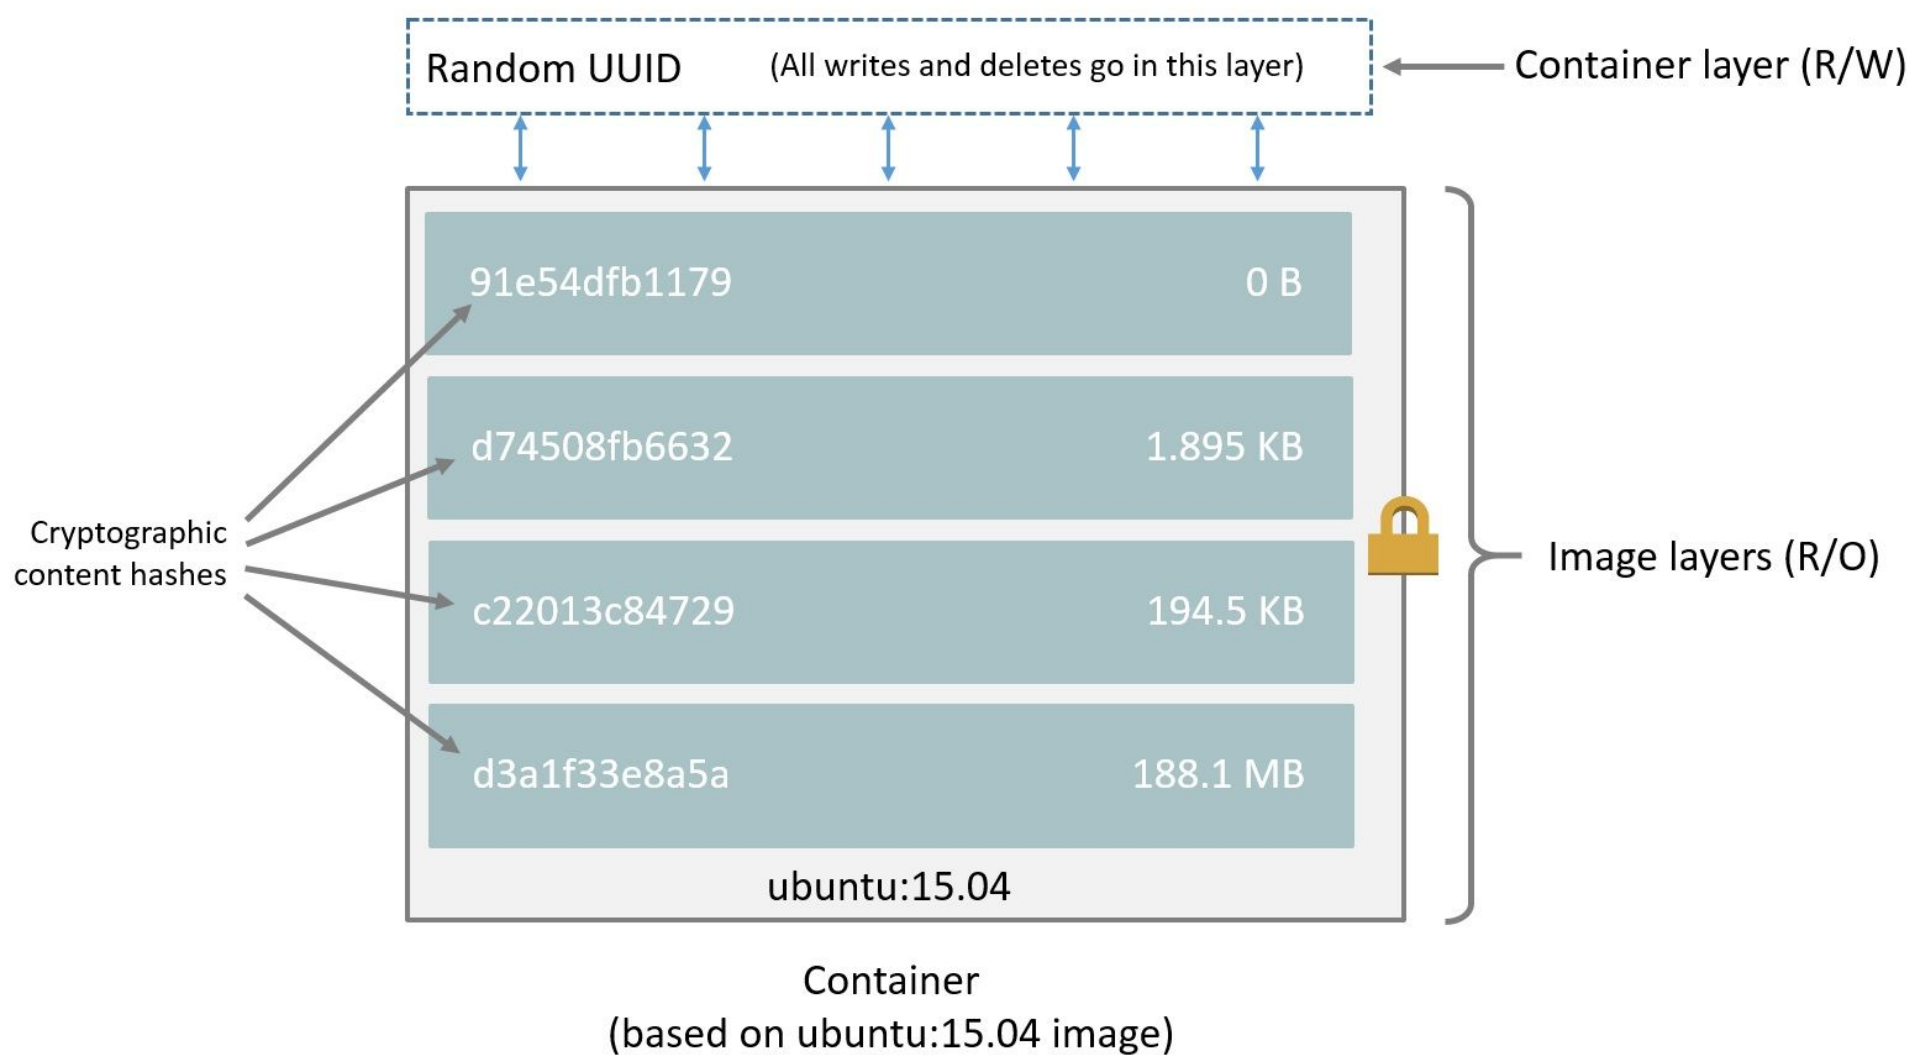 Random UUID (All writes and deletes go in this layer)
Container layer (R/W)
91e54dfb1179 0 B
d74508fb6632 1.895 KB
Cryptographic
content hashes
c22013c84729 194.5 KB
d3a1f33e8a5a 188.1 MB
Image layers (R/O)
ubuntu:15.04
Container
(based on ubuntu:15.04 image)